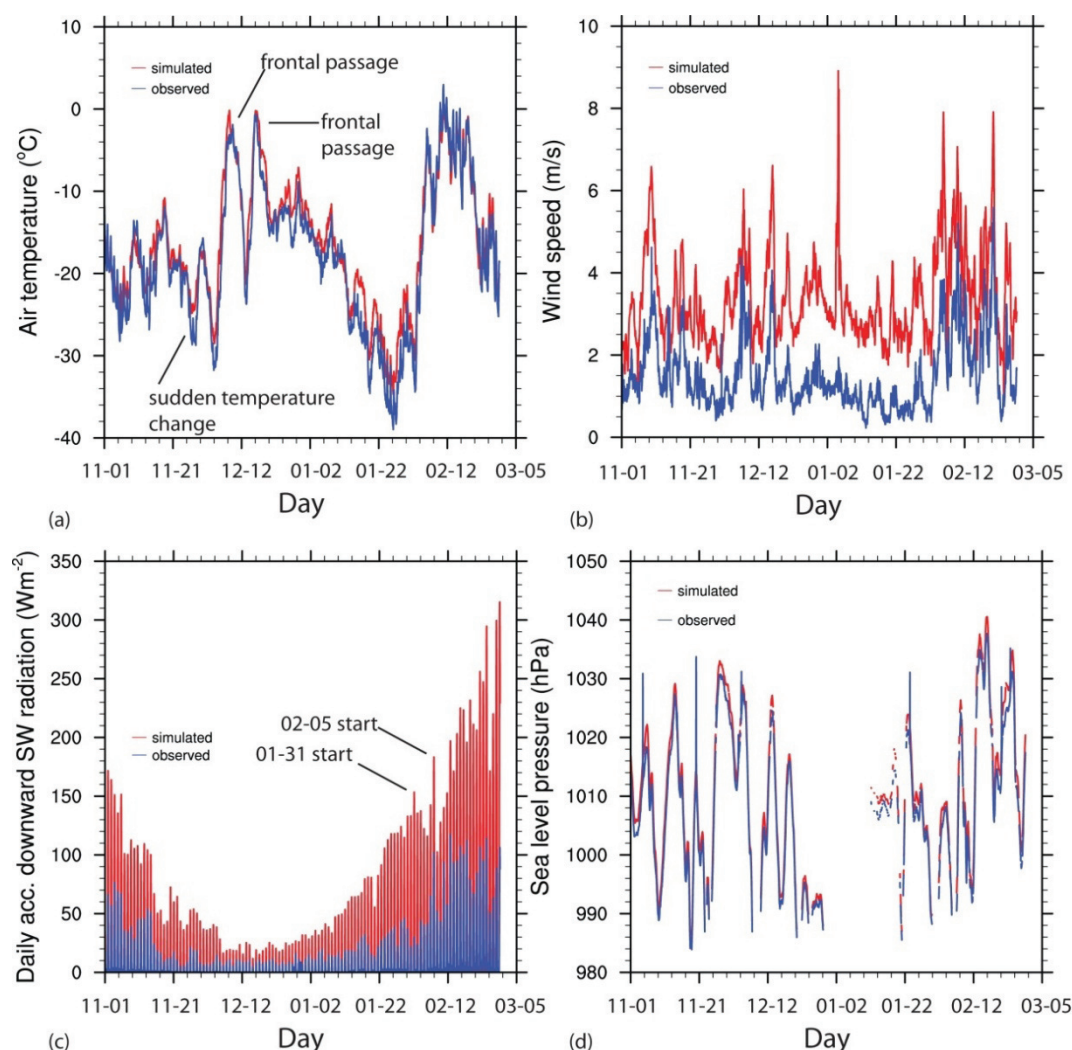 10
0
-10
-20
-30
-40
Air temperature (°C)
simulated
observed
frontal passage
frontal
passage
sudden temperature
change
11-01 11-21 12-12 01-02 01-22 02-12 03-05
Day
(a)
10
8
6
4
2
0
Wind speed (m/s)
simulated
observed
11-01 11-21 12-12 01-02 01-22 02-12 03-05
Day
(b)
350
300
250
200
150
100
50
0
Daily acc. downward SW radiation (Wm-2)
simulated
observed
02-05 start
01-31 start
11-01 11-21 12-12 01-02 01-22 02-12 03-05
Day
(c)
1050
1040
1030
1020
1010
1000
990
980
Sea level pressure (hPa)
simulated
observed
11-01 11-21 12-12 01-02 01-22 02-12 03-05
Day
(d)